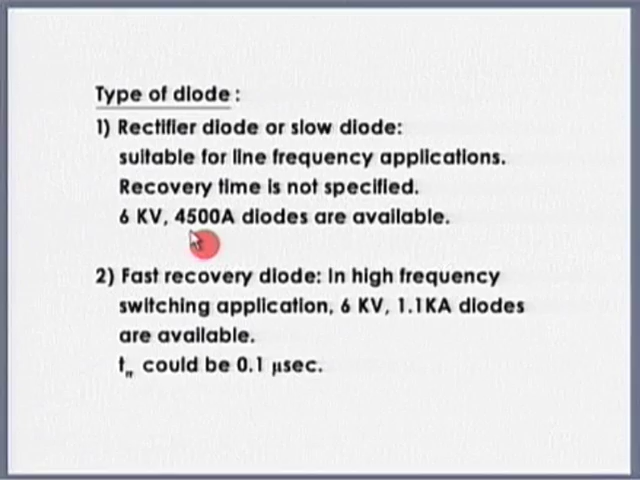 Type of diode :
1) Rectifier diode or slow diode:
suitable for line frequency applications.
Recovery time is not specified.
6 KV, 4500A diodes are available.
2) Fast recovery diode: In high frequency
switching application, 6 KV, 1.1KA diodes
are available.
t_rr could be 0.1 μsec.